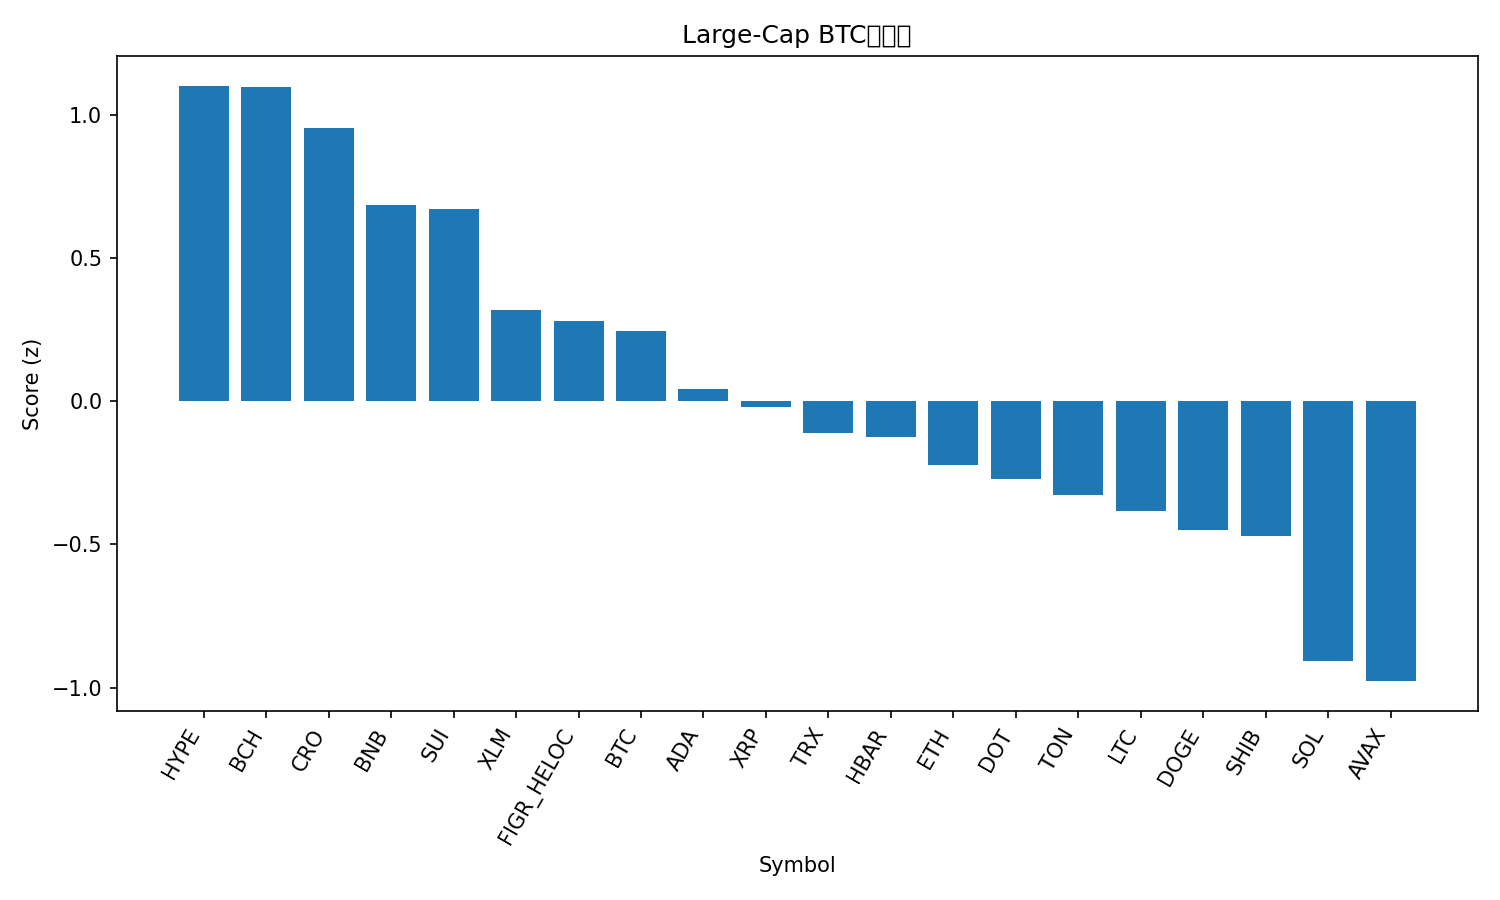 Large-Cap BTC
Score (z)
1.0
0.5
0.0
−0.5
−1.0
HYPE
BCH
CRO
BNB
SUI
XLM
FIGR_HELOC
BTC
ADA
XRP
TRX
HBAR
ETH
DOT
TON
LTC
DOGE
SHIB
SOL
AVAX
Symbol